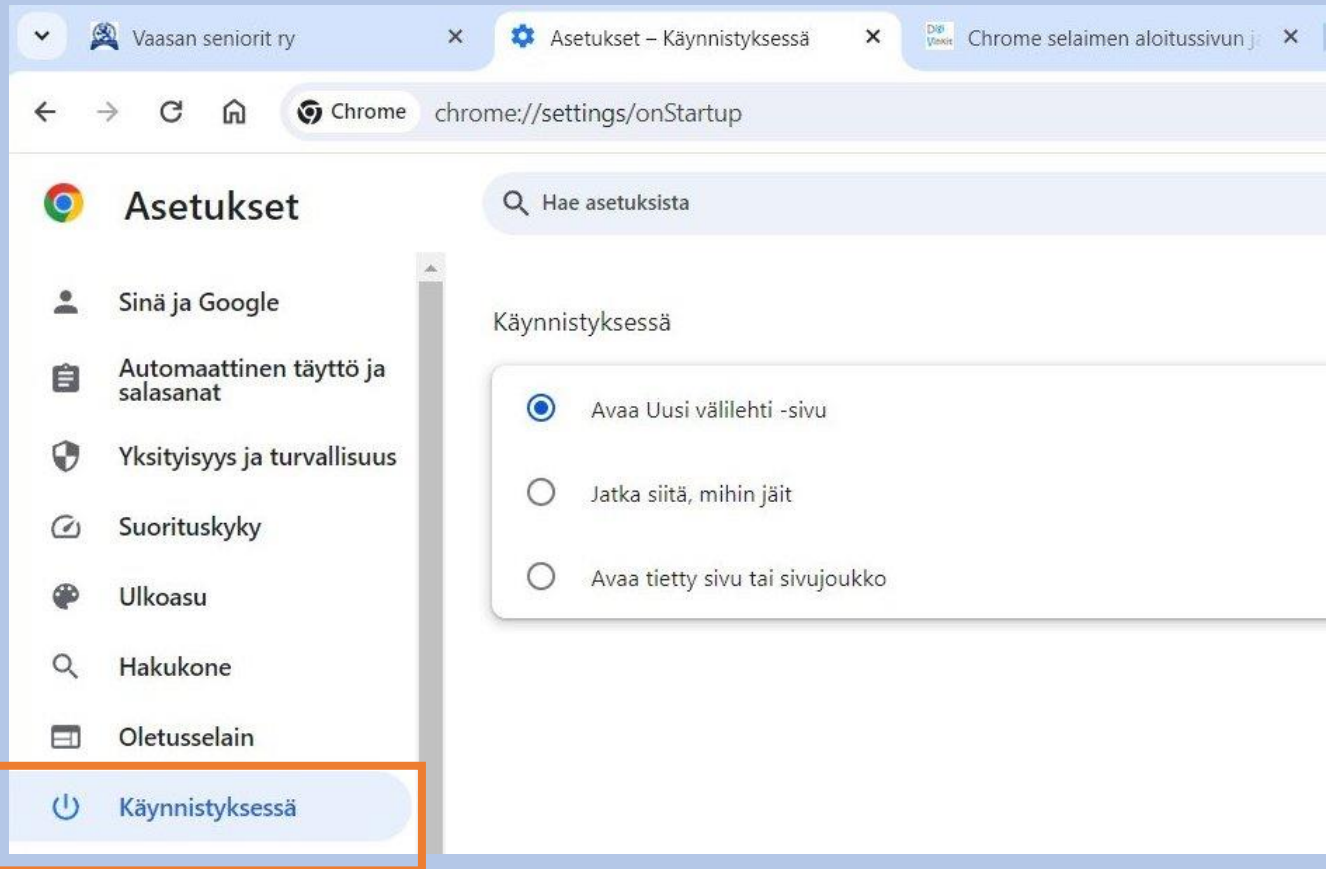 Vaasan seniorit ry
Asetukset – Käynnistyksessä
Digi
Vinkit
Chrome selaimen aloitussivun
Chrome
chrome://settings/onStartup
Asetukset
Hae asetuksista
Sinä ja Google
Automaattinen täyttö ja
salasanat
Yksityisyys ja turvallisuus
Suorituskyky
Ulkoasu
Hakukone
Oletusselain
Käynnistyksessä
Käynnistyksessä
Avaa Uusi välilehti -sivu
Jatka siitä, mihin jäit
Avaa tietty sivu tai sivujoukko